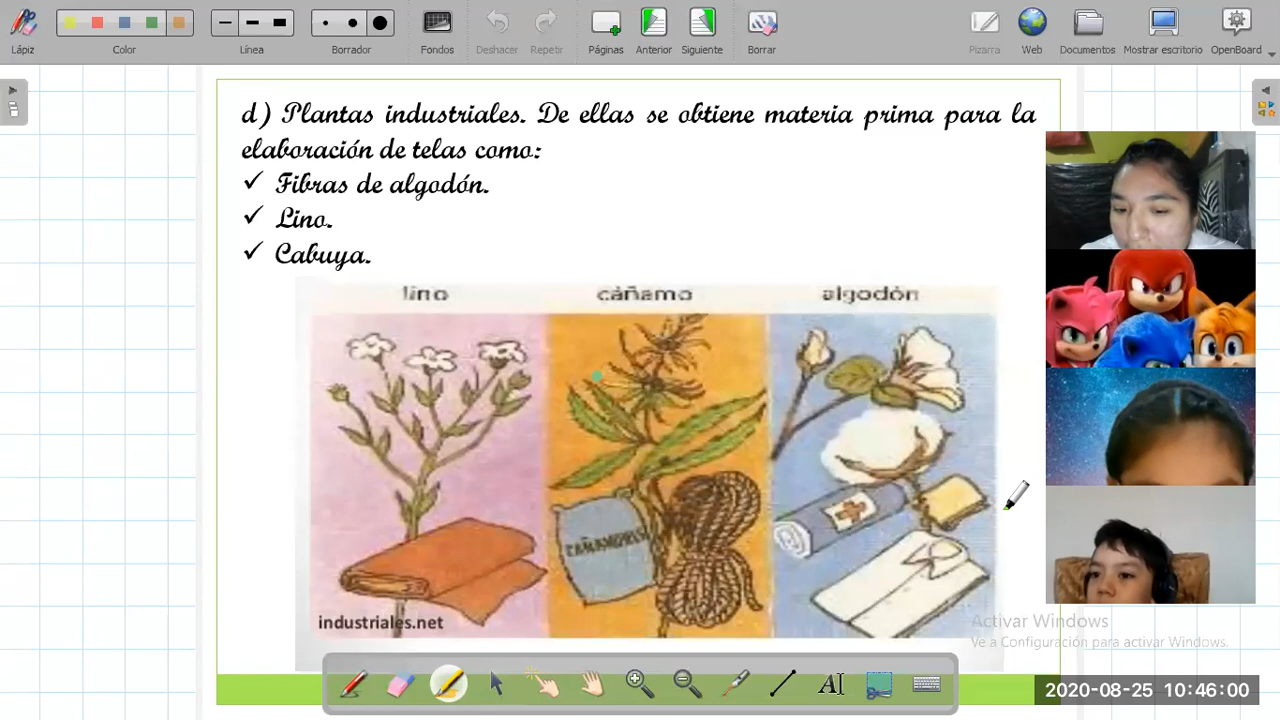 Lápiz
Color
Línea
Borrador
Fondos
Deshacer
Repetir
Páginas
Anterior
Siguiente
Borrar
Pizarra
Web
Documentos
Mostrar escritorio
OpenBoard
d) Plantas industriales. De ellas se obtiene materia prima para la
elaboración de telas como:
✓ Fibras de algodón.
✓ Lino.
✓ Cabuya.
lino
cáñamo
algodón
industriales.net
Activar Windows
Ve a Configuración para activar Windows.
AI
2020-08-25 10:46:00